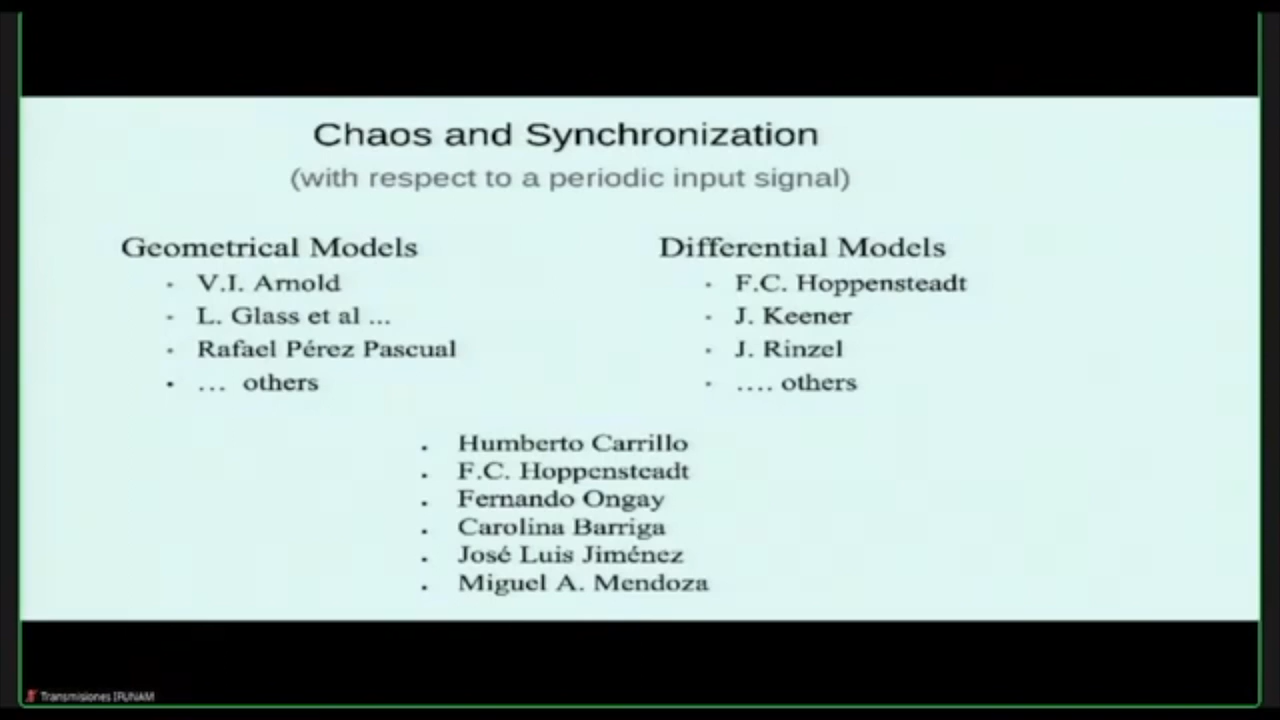 Chaos and Synchronization
(with respect to a periodic input signal)
Geometrical Models
· V.I. Arnold
· L. Glass et al ...
· Rafael Pérez Pascual
· ... others
Differential Models
· F.C. Hoppensteadt
· J. Keener
· J. Rinzel
· .... others
. Humberto Carrillo
. F.C. Hoppensteadt
. Fernando Ongay
. Carolina Barriga
. José Luis Jiménez
. Miguel A. Mendoza
Transmisiones IFUNAM